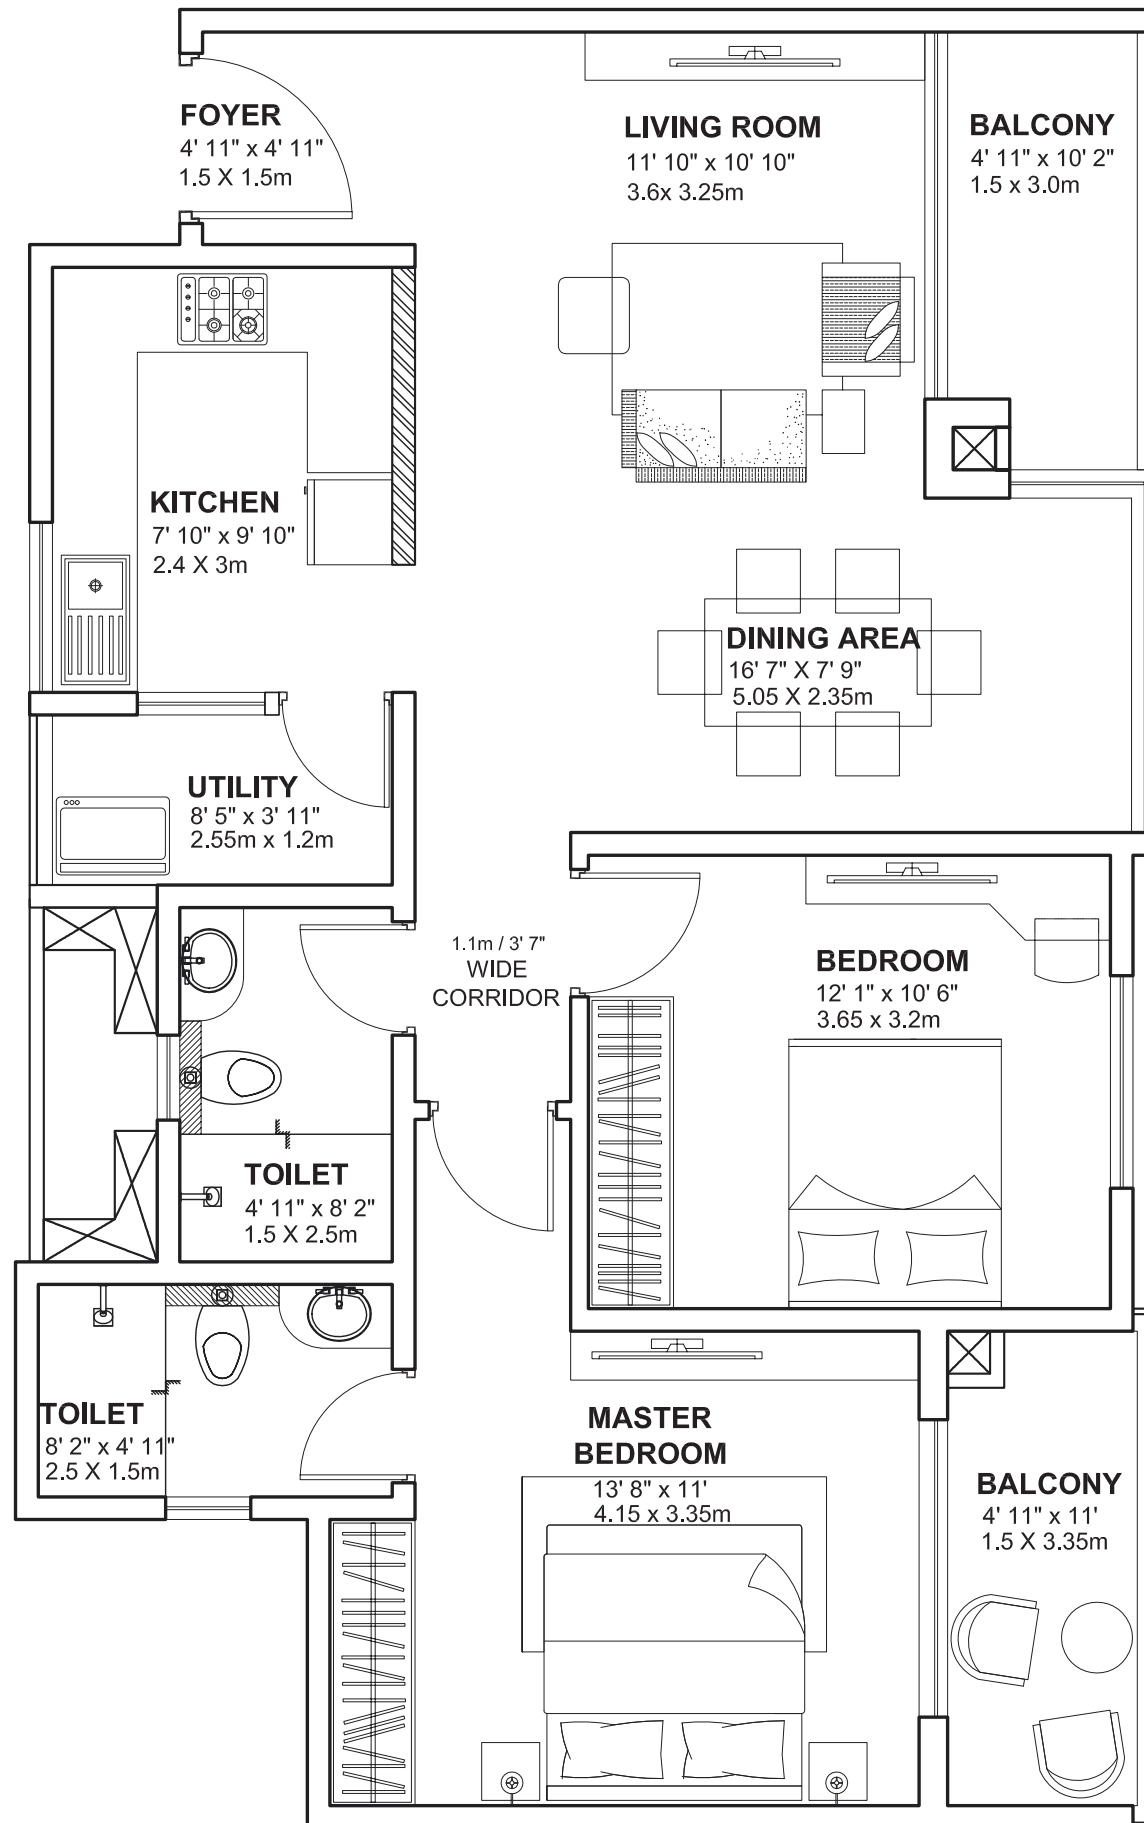 FOYER
4' 11" x 4' 11"
1.5 X 1.5m
LIVING ROOM
11' 10" x 10' 10"
3.6x 3.25m
BALCONY
4' 11" x 10' 2"
1.5 x 3.0m
KITCHEN
7' 10" x 9' 10"
2.4 X 3m
DINING AREA
16' 7" X 7' 9"
5.05 X 2.35m
UTILITY
8' 5" x 3' 11"
2.55m x 1.2m
1.1m / 3' 7"
WIDE
CORRIDOR
BEDROOM
12' 1" x 10' 6"
3.65 x 3.2m
TOILET
4' 11" x 8' 2"
1.5 X 2.5m
TOILET
8' 2" x 4' 11"
2.5 X 1.5m
MASTER
BEDROOM
13' 8" x 11'
4.15 x 3.35m
BALCONY
4' 11" x 11'
1.5 X 3.35m